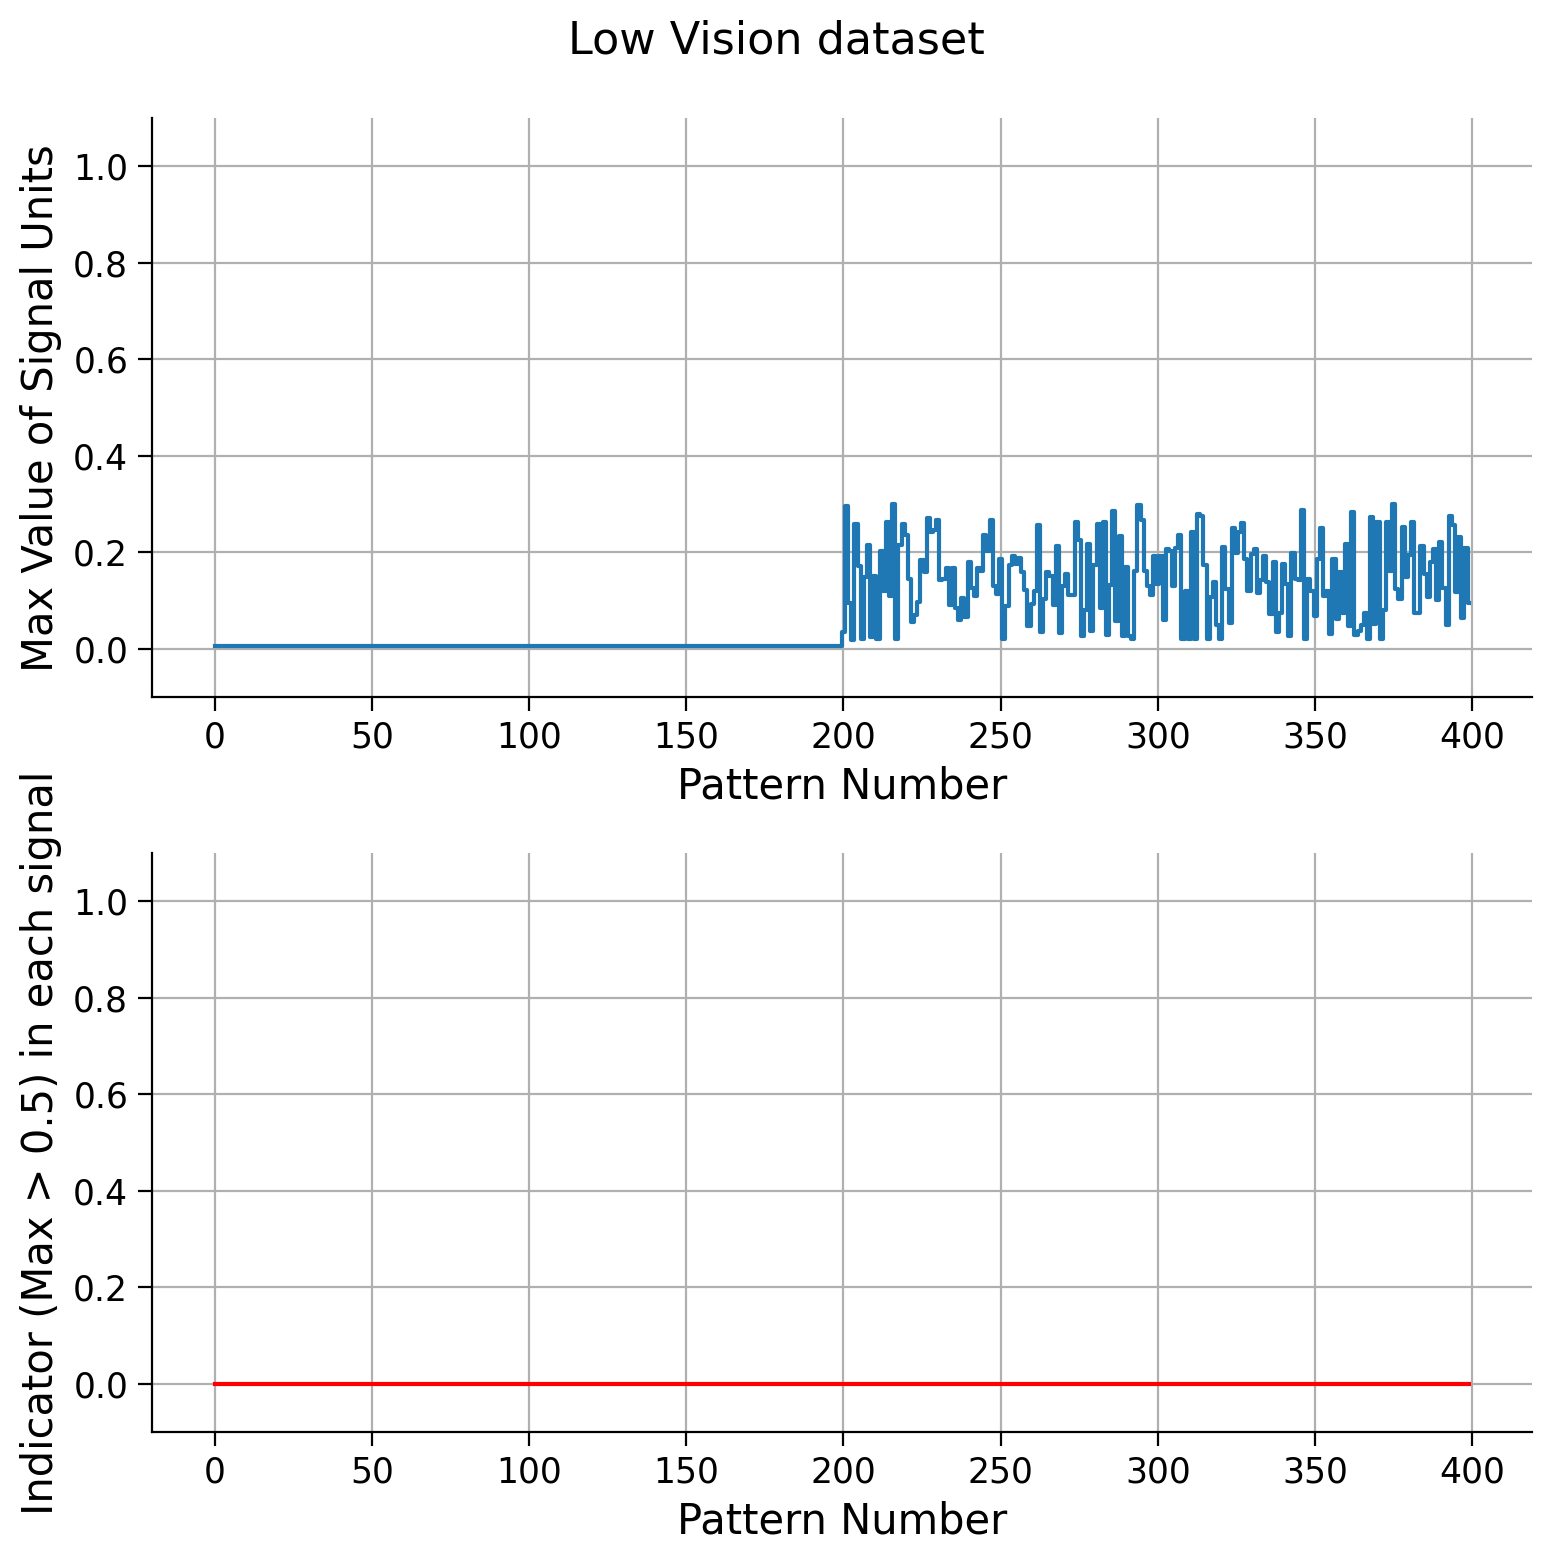 Low Vision dataset
Max Value of Signal Units
1.0
0.8
0.6
0.4
0.2
0.0
0 50 100 150 200 250 300 350 400
Pattern Number
Indicator (Max > 0.5) in each signal
1.0
0.8
0.6
0.4
0.2
0.0
0 50 100 150 200 250 300 350 400
Pattern Number